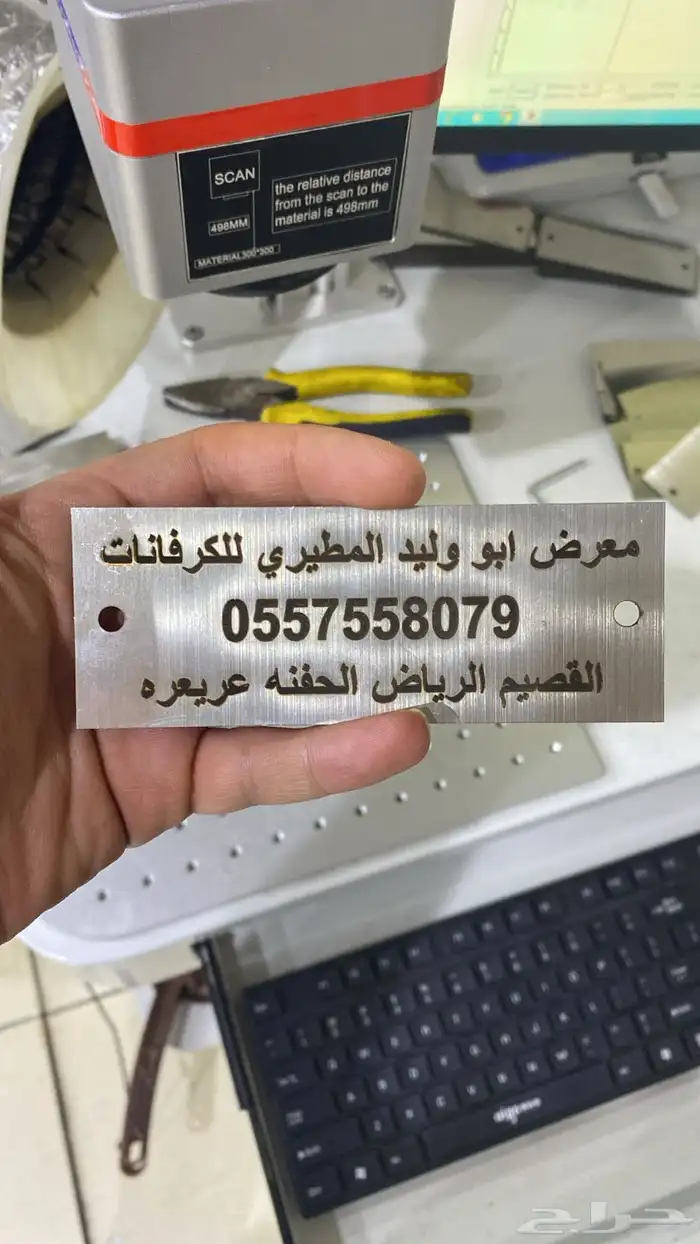 SCAN
498MM
the relative distance
from the scan to the
material is 498mm
MATERIAL300*300
معرض ابو وليد المطيري للكرفانات
0557558079
القصيم الرياض الحفنه عريعره
حراج